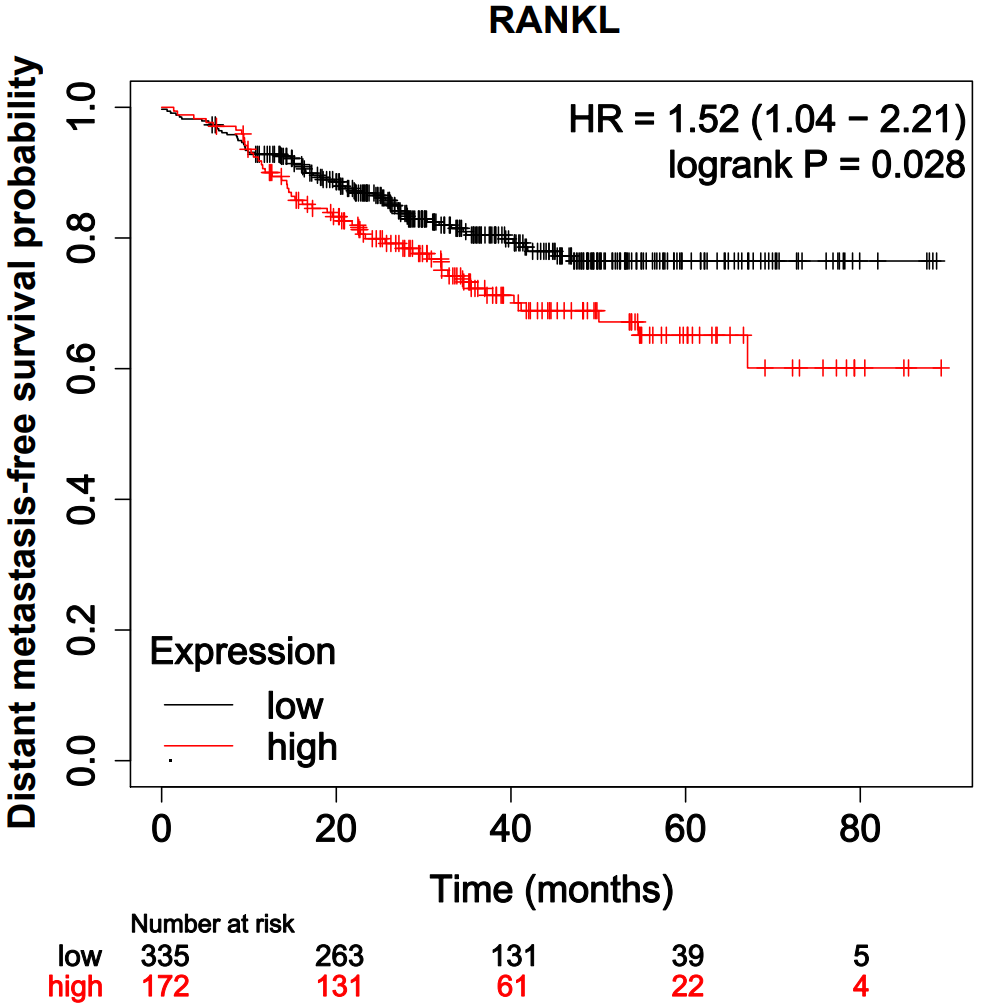 RANKL
HR = 1.52 (1.04 − 2.21)
logrank P = 0.028
Distant metastasis-free survival probability
1.0
0.8
0.6
0.4
0.2
0.0
Expression
low
high
0 20 40 60 80
Time (months)
Number at risk
low 335 263 131 39 5
high 172 131 61 22 4